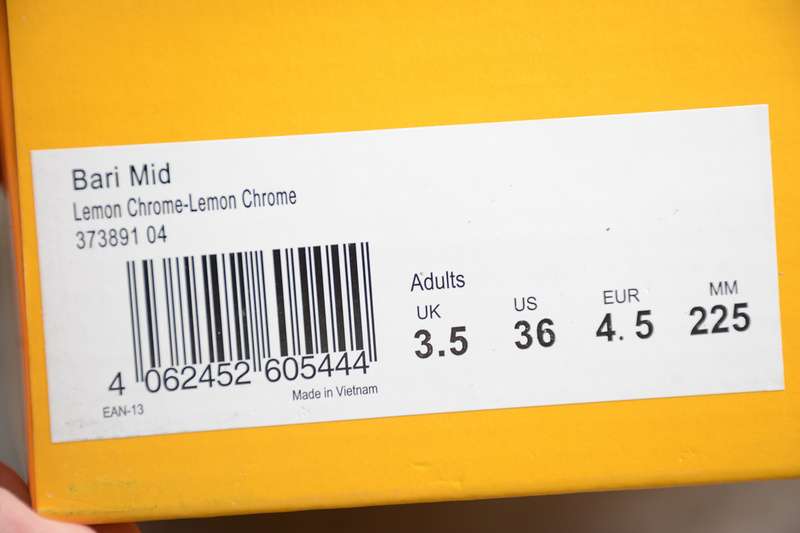 Bari Mid
Lemon Chrome-Lemon Chrome
373891 04
4 062452 605444
EAN-13
Made in Vietnam
Adults
UK US EUR MM
3.5 36 4.5 225